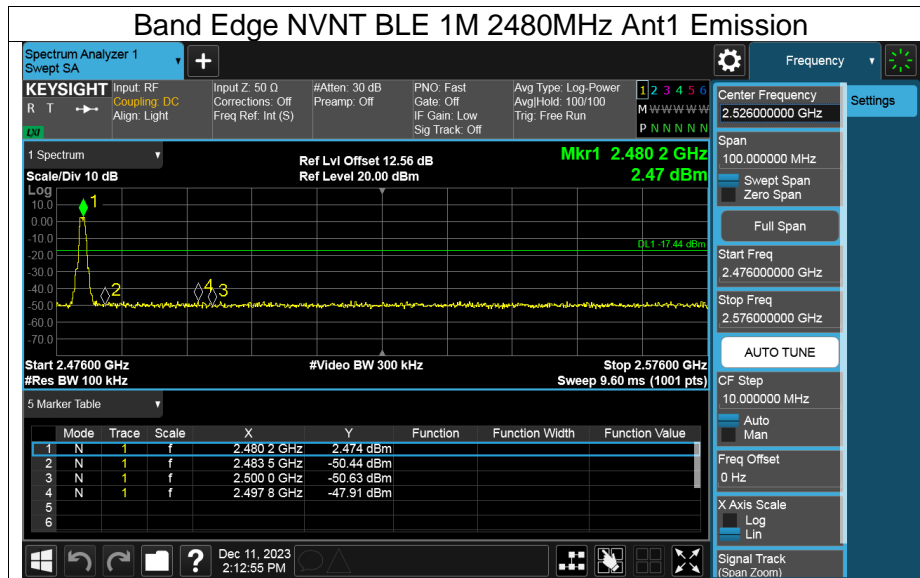 Band Edge NVNT BLE 1M 2480MHz Ant1 Emission
Spectrum Analyzer 1
Swept SA
+
Frequency
KEYSIGHT
R T
LXI
Input: RF
Coupling: DC
Align: Light
Input Z: 50 Ω
Corrections: Off
Freq Ref: Int (S)
#Atten: 30 dB
Preamp: Off
PNO: Fast
Gate: Off
IF Gain: Low
Sig Track: Off
Avg Type: Log-Power
Avg|Hold: 100/100
Trig: Free Run
1 2 3 4 5 6
M W W W W W
P N N N N N
1 Spectrum
Scale/Div 10 dB
Ref Lvl Offset 12.56 dB
Ref Level 20.00 dBm
Mkr1 2.480 2 GHz
2.47 dBm
Log
10.0
0.00
-10.0
-20.0
-30.0
-40.0
-50.0
-60.0
-70.0
1
2
4
3
DL1 -17.44 dBm
Start 2.47600 GHz
#Video BW 300 kHz
Stop 2.57600 GHz
#Res BW 100 kHz
Sweep 9.60 ms (1001 pts)
5 Marker Table
Mode Trace Scale X Y Function Function Width Function Value
1 N 1 f 2.480 2 GHz 2.474 dBm
2 N 1 f 2.483 5 GHz -50.44 dBm
3 N 1 f 2.500 0 GHz -50.63 dBm
4 N 1 f 2.497 8 GHz -47.91 dBm
5
6
?
Dec 11, 2023
2:12:55 PM
Settings
Center Frequency
2.526000000 GHz
Span
100.000000 MHz
Swept Span
Zero Span
Full Span
Start Freq
2.476000000 GHz
Stop Freq
2.576000000 GHz
AUTO TUNE
CF Step
10.000000 MHz
Auto
Man
Freq Offset
0 Hz
X Axis Scale
Log
Lin
Signal Track
(Span Zoom)